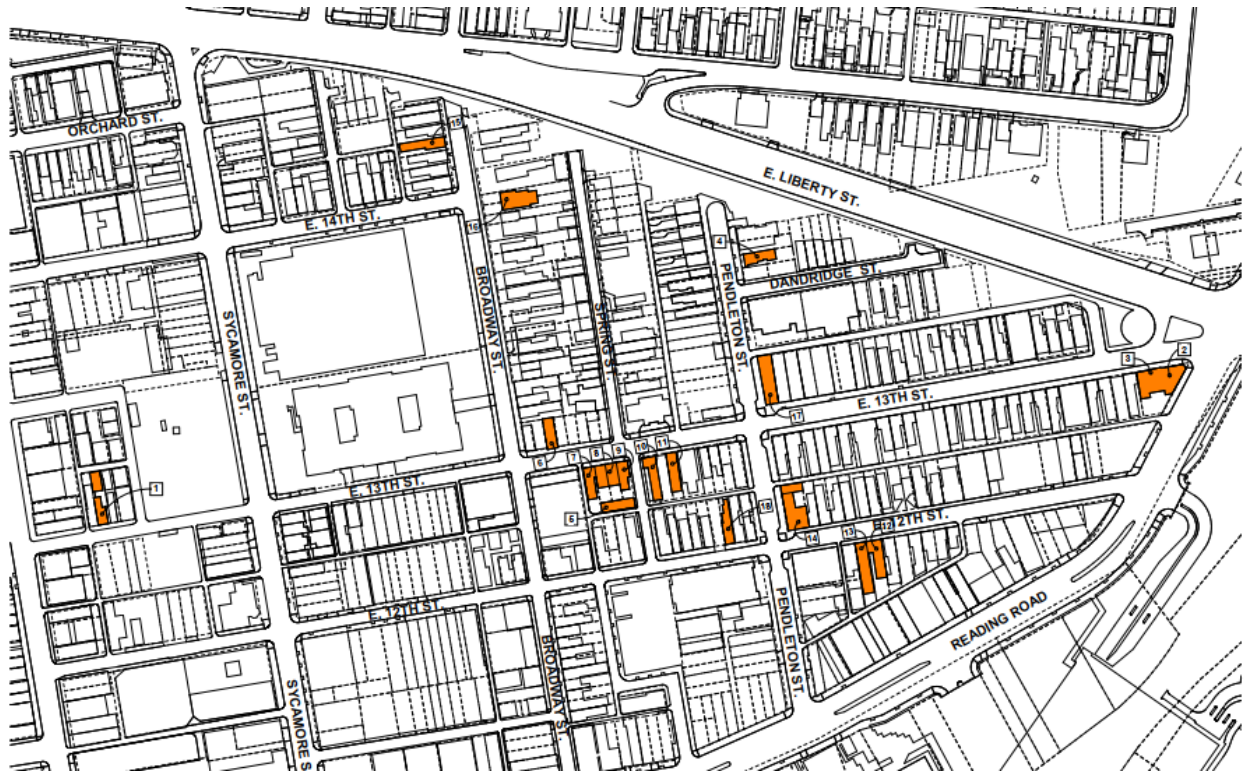 ORCHARD ST.
15
E. LIBERTY ST.
16
E. 14TH ST.
4
DANDRIDGE ST.
BROADWAY ST.
SPRING ST.
PENDLETON ST.
SYCAMORE ST.
3
2
E. 13TH ST.
17
6
7
8
9
10
11
E. 13TH ST.
1
5
18
14
13
12
E. 12TH ST.
E. 12TH ST.
READING ROAD
PENDLETON ST.
BROADWAY ST.
SYCAMORE S